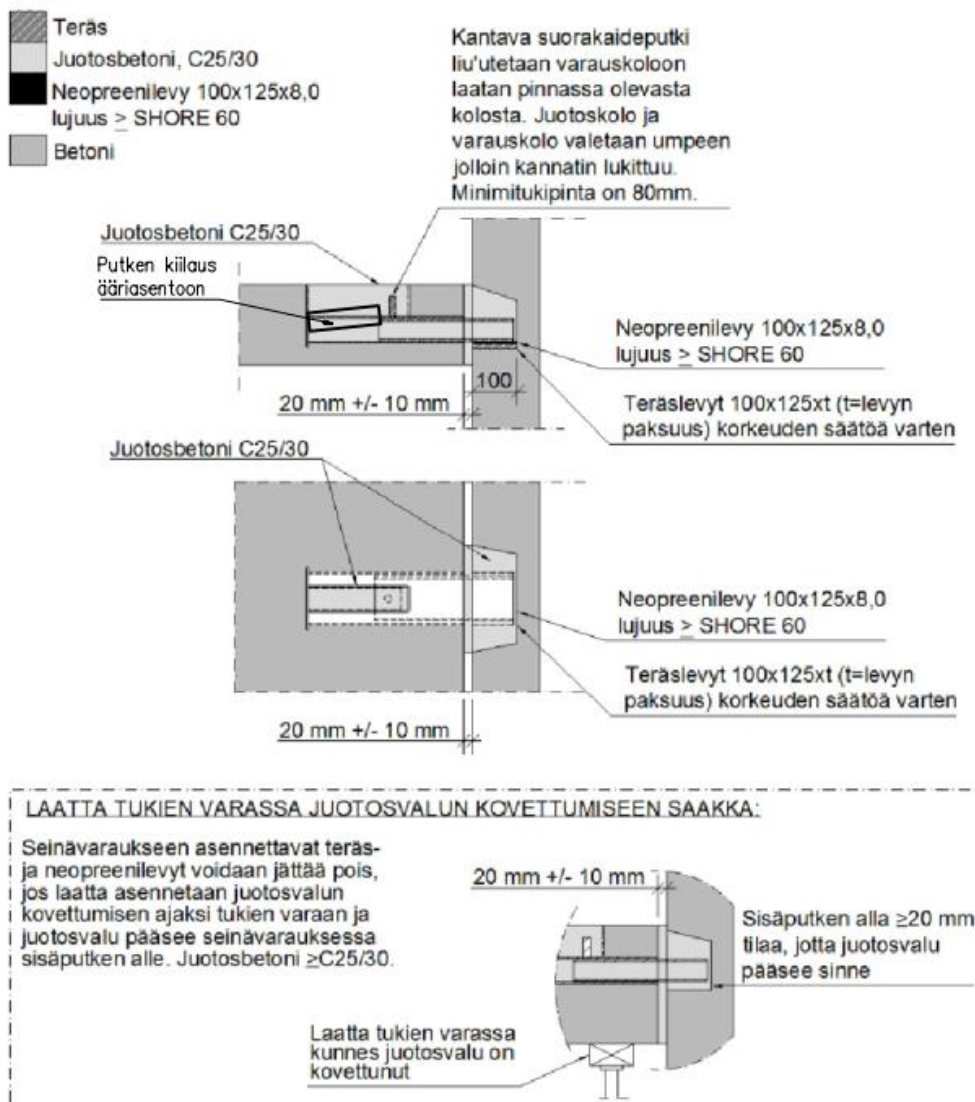 Teräs
Juotosbetoni, C25/30
Neopreenilevy 100x125x8,0
lujuus ≥ SHORE 60
Betoni
Kantava suorakaideputki
liu'utetaan varauskoloon
laatan pinnassa olevasta
kolosta. Juotoskolo ja
varauskolo valetaan umpeen
jolloin kannatin lukittuu.
Minimitukipinta on 80mm.
Juotosbetoni C25/30
Putken kiilaus
ääriasentoon
Neopreenilevy 100x125x8,0
lujuus ≥ SHORE 60
100
20 mm +/- 10 mm
Teräslevyt 100x125xt (t=levyn
paksuus) korkeuden säätöä varten
Juotosbetoni C25/30
Neopreenilevy 100x125x8,0
lujuus ≥ SHORE 60
Teräslevyt 100x125xt (t=levyn
paksuus) korkeuden säätöä varten
20 mm +/- 10 mm
LAATTA TUKIEN VARASSA JUOTOSVALUN KOVETTUMISEEN SAAKKA:
Seinävaraukseen asennettavat teräs-
ja neopreenilevyt voidaan jättää pois,
jos laatta asennetaan juotosvalun
kovettumisen ajaksi tukien varaan ja
juotosvalu pääsee seinävarauksessa
sisäputken alle. Juotosbetoni ≥C25/30.
20 mm +/- 10 mm
Sisäputken alla ≥20 mm
tilaa, jotta juotosvalu
pääsee sinne
Laatta tukien varassa
kunnes juotosvalu on
kovettunut